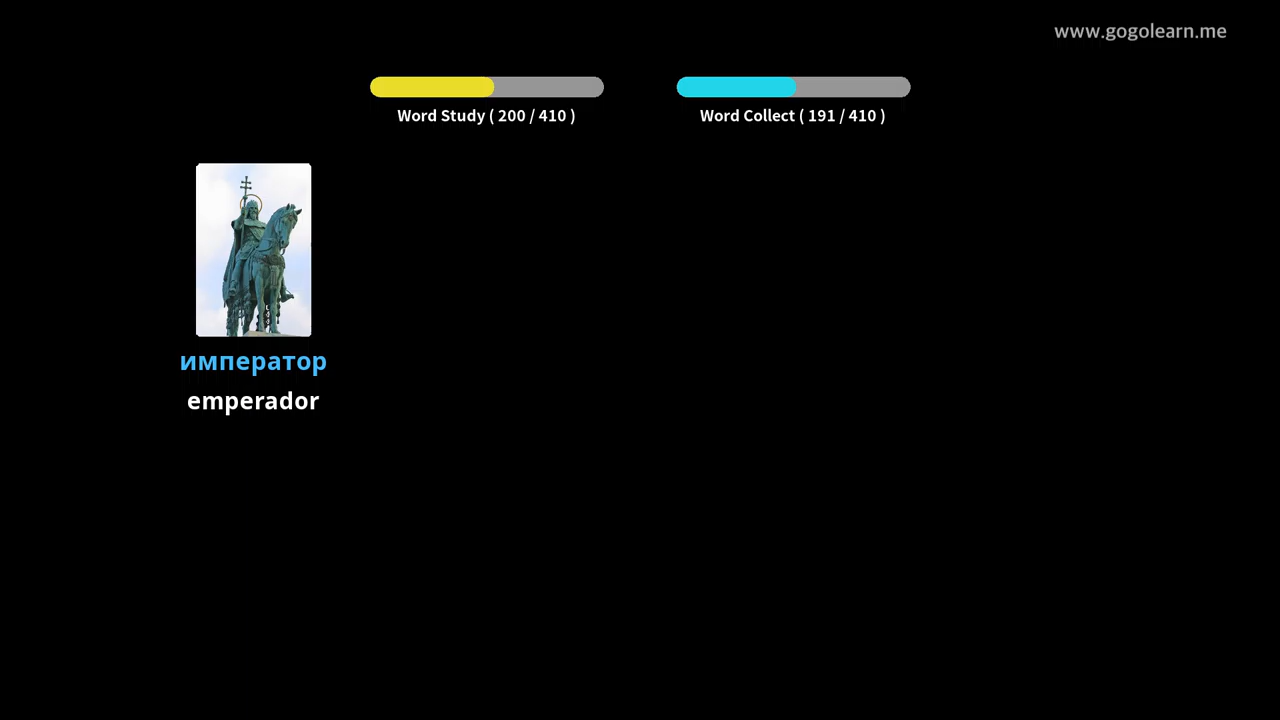 www.gogolearn.me
Word Study ( 200 / 410 )
Word Collect ( 191 / 410 )
император
emperador